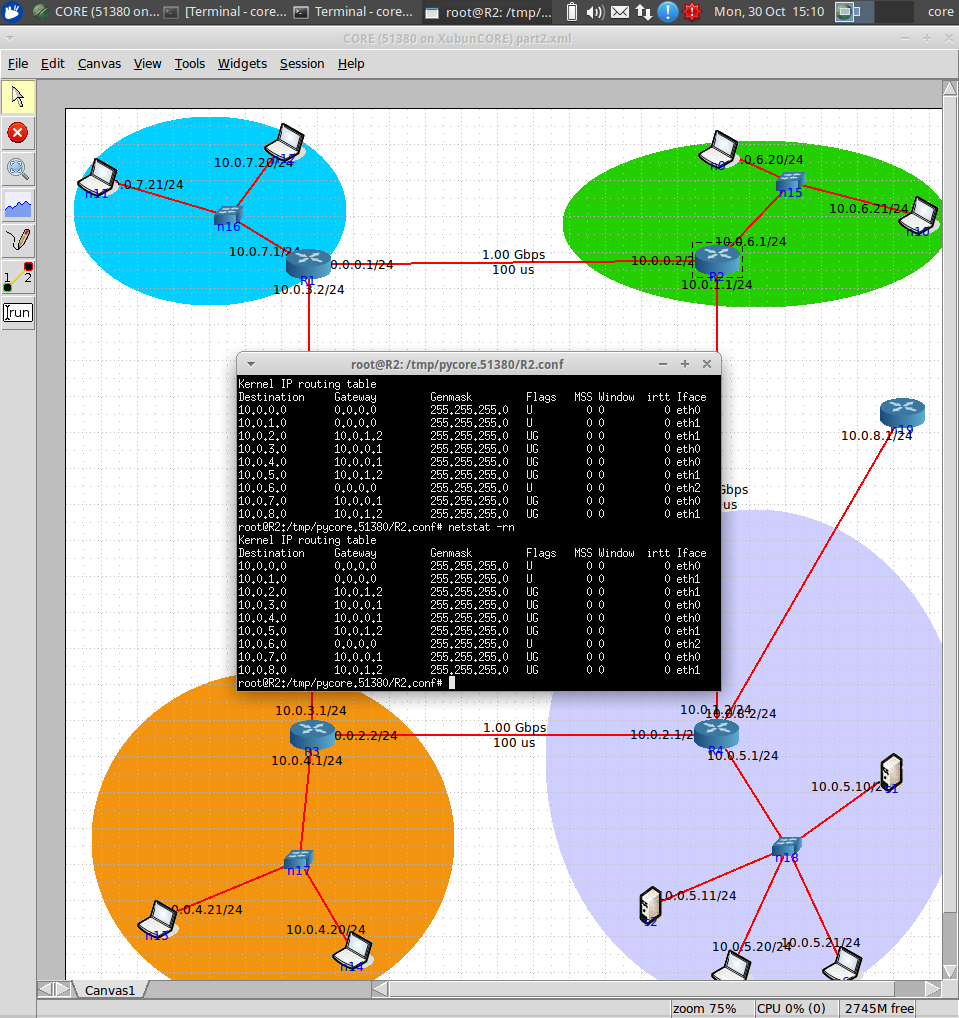 CORE (51380 on...
[Terminal - core...
Terminal - core...
root@R2: /tmp/...
Mon, 30 Oct 15:10
core
CORE (51380 on XubunCORE) part2.xml
File Edit Canvas View Tools Widgets Session Help
10.0.7.20/24
n11
.0.7.21/24
n16
10.0.7.1/24
R1
0.0.0.1/24
10.0.3.2/24
1.00 Gbps
100 us
n9
.0.6.20/24
n15
10.0.6.21/24
n10
10.0.6.1/24
10.0.0.2/2
R2
10.0.1.1/24
run
root@R2: /tmp/pycore.51380/R2.conf
Kernel IP routing table
Destination Gateway Genmask Flags MSS Window irtt Iface
10.0.0.0 0.0.0.0 255.255.255.0 U 0 0 0 eth0
10.0.1.0 0.0.0.0 255.255.255.0 U 0 0 0 eth1
10.0.2.0 10.0.1.2 255.255.255.0 UG 0 0 0 eth1
10.0.3.0 10.0.0.1 255.255.255.0 UG 0 0 0 eth0
10.0.4.0 10.0.0.1 255.255.255.0 UG 0 0 0 eth0
10.0.5.0 10.0.1.2 255.255.255.0 UG 0 0 0 eth1
10.0.6.0 0.0.0.0 255.255.255.0 U 0 0 0 eth2
10.0.7.0 10.0.0.1 255.255.255.0 UG 0 0 0 eth0
10.0.8.0 10.0.1.2 255.255.255.0 UG 0 0 0 eth1
root@R2:/tmp/pycore.51380/R2.conf# netstat -rn
Kernel IP routing table
Destination Gateway Genmask Flags MSS Window irtt Iface
10.0.0.0 0.0.0.0 255.255.255.0 U 0 0 0 eth0
10.0.1.0 0.0.0.0 255.255.255.0 U 0 0 0 eth1
10.0.2.0 10.0.1.2 255.255.255.0 UG 0 0 0 eth1
10.0.3.0 10.0.0.1 255.255.255.0 UG 0 0 0 eth0
10.0.4.0 10.0.0.1 255.255.255.0 UG 0 0 0 eth0
10.0.5.0 10.0.1.2 255.255.255.0 UG 0 0 0 eth1
10.0.6.0 0.0.0.0 255.255.255.0 U 0 0 0 eth2
10.0.7.0 10.0.0.1 255.255.255.0 UG 0 0 0 eth0
10.0.8.0 10.0.1.2 255.255.255.0 UG 0 0 0 eth1
root@R2:/tmp/pycore.51380/R2.conf#
n19
10.0.8.1/24
Gbps
us
10.0.3.1/24
R3
0.0.2.2/24
10.0.4.1/24
1.00 Gbps
100 us
10.0.1.2/24
10.0.8.2/24
10.0.2.1/2
R4
10.0.5.1/24
10.0.5.10/2
n17
n18
10.0.4.21/24
n13
10.0.4.20/24
n14
10.0.5.11/24
10.0.5.20/24
10.0.5.21/24
Canvas1
zoom 75%
CPU 0% (0)
2745M free